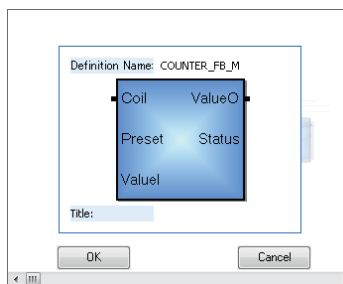 Definition Name: COUNTER_FB_M
Coil ValueO
Preset Status
ValueI
Title:
OK Cancel